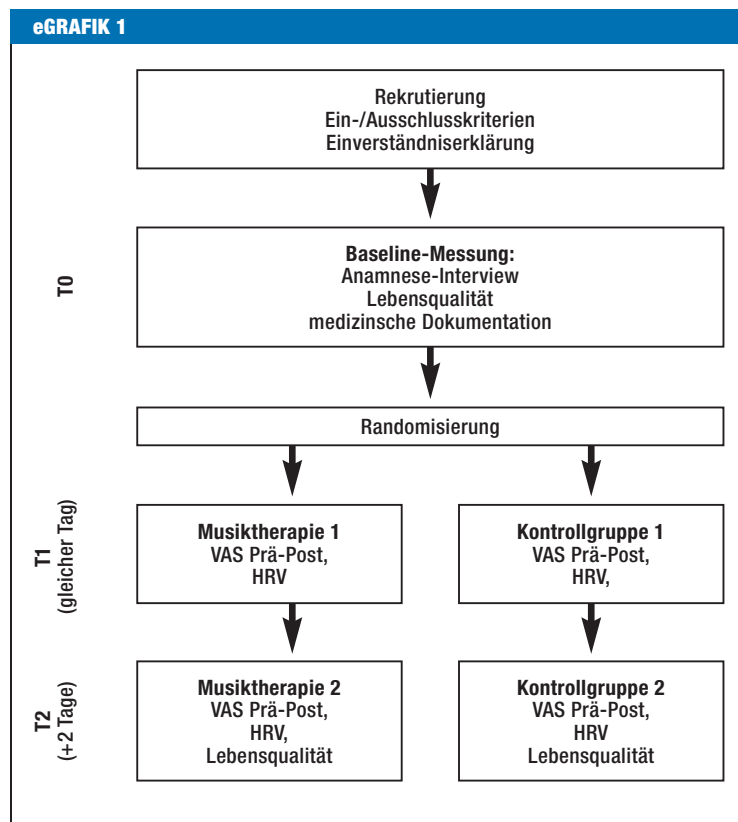 eGRAFIK 1
Rekrutierung
Ein-/Ausschlusskriterien
Einverständniserklärung
T0
Baseline-Messung:
Anamnese-Interview
Lebensqualität
medizinsche Dokumentation
Randomisierung
T1
(gleicher Tag)
Musiktherapie 1
VAS Prä-Post,
HRV
Kontrollgruppe 1
VAS Prä-Post,
HRV,
T2
(+2 Tage)
Musiktherapie 2
VAS Prä-Post,
HRV,
Lebensqualität
Kontrollgruppe 2
VAS Prä-Post,
HRV
Lebensqualität